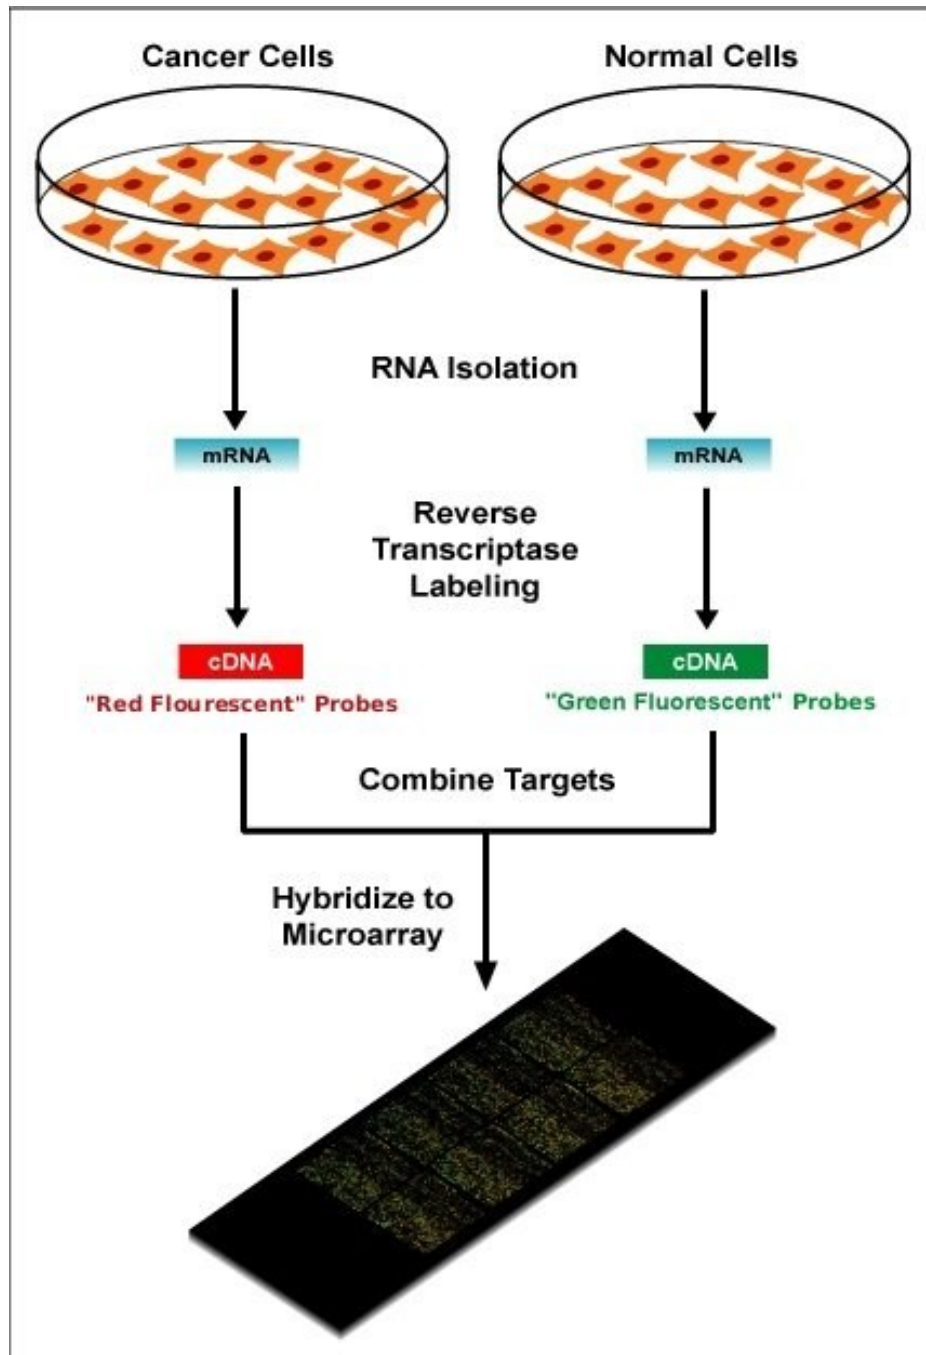 Cancer Cells
Normal Cells
RNA Isolation
mRNA
mRNA
Reverse
Transcriptase
Labeling
cDNA
cDNA
"Red Flourescent" Probes
"Green Fluorescent" Probes
Combine Targets
Hybridize to
Microarray